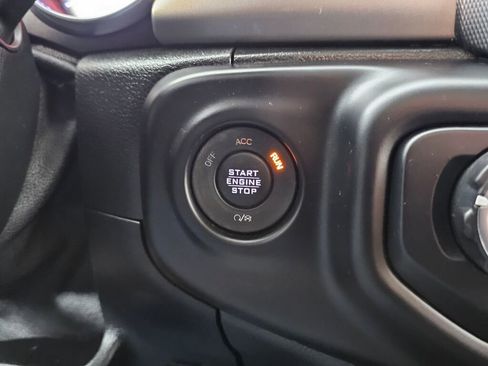 ACC
OFF
RUN
START
ENGINE
STOP